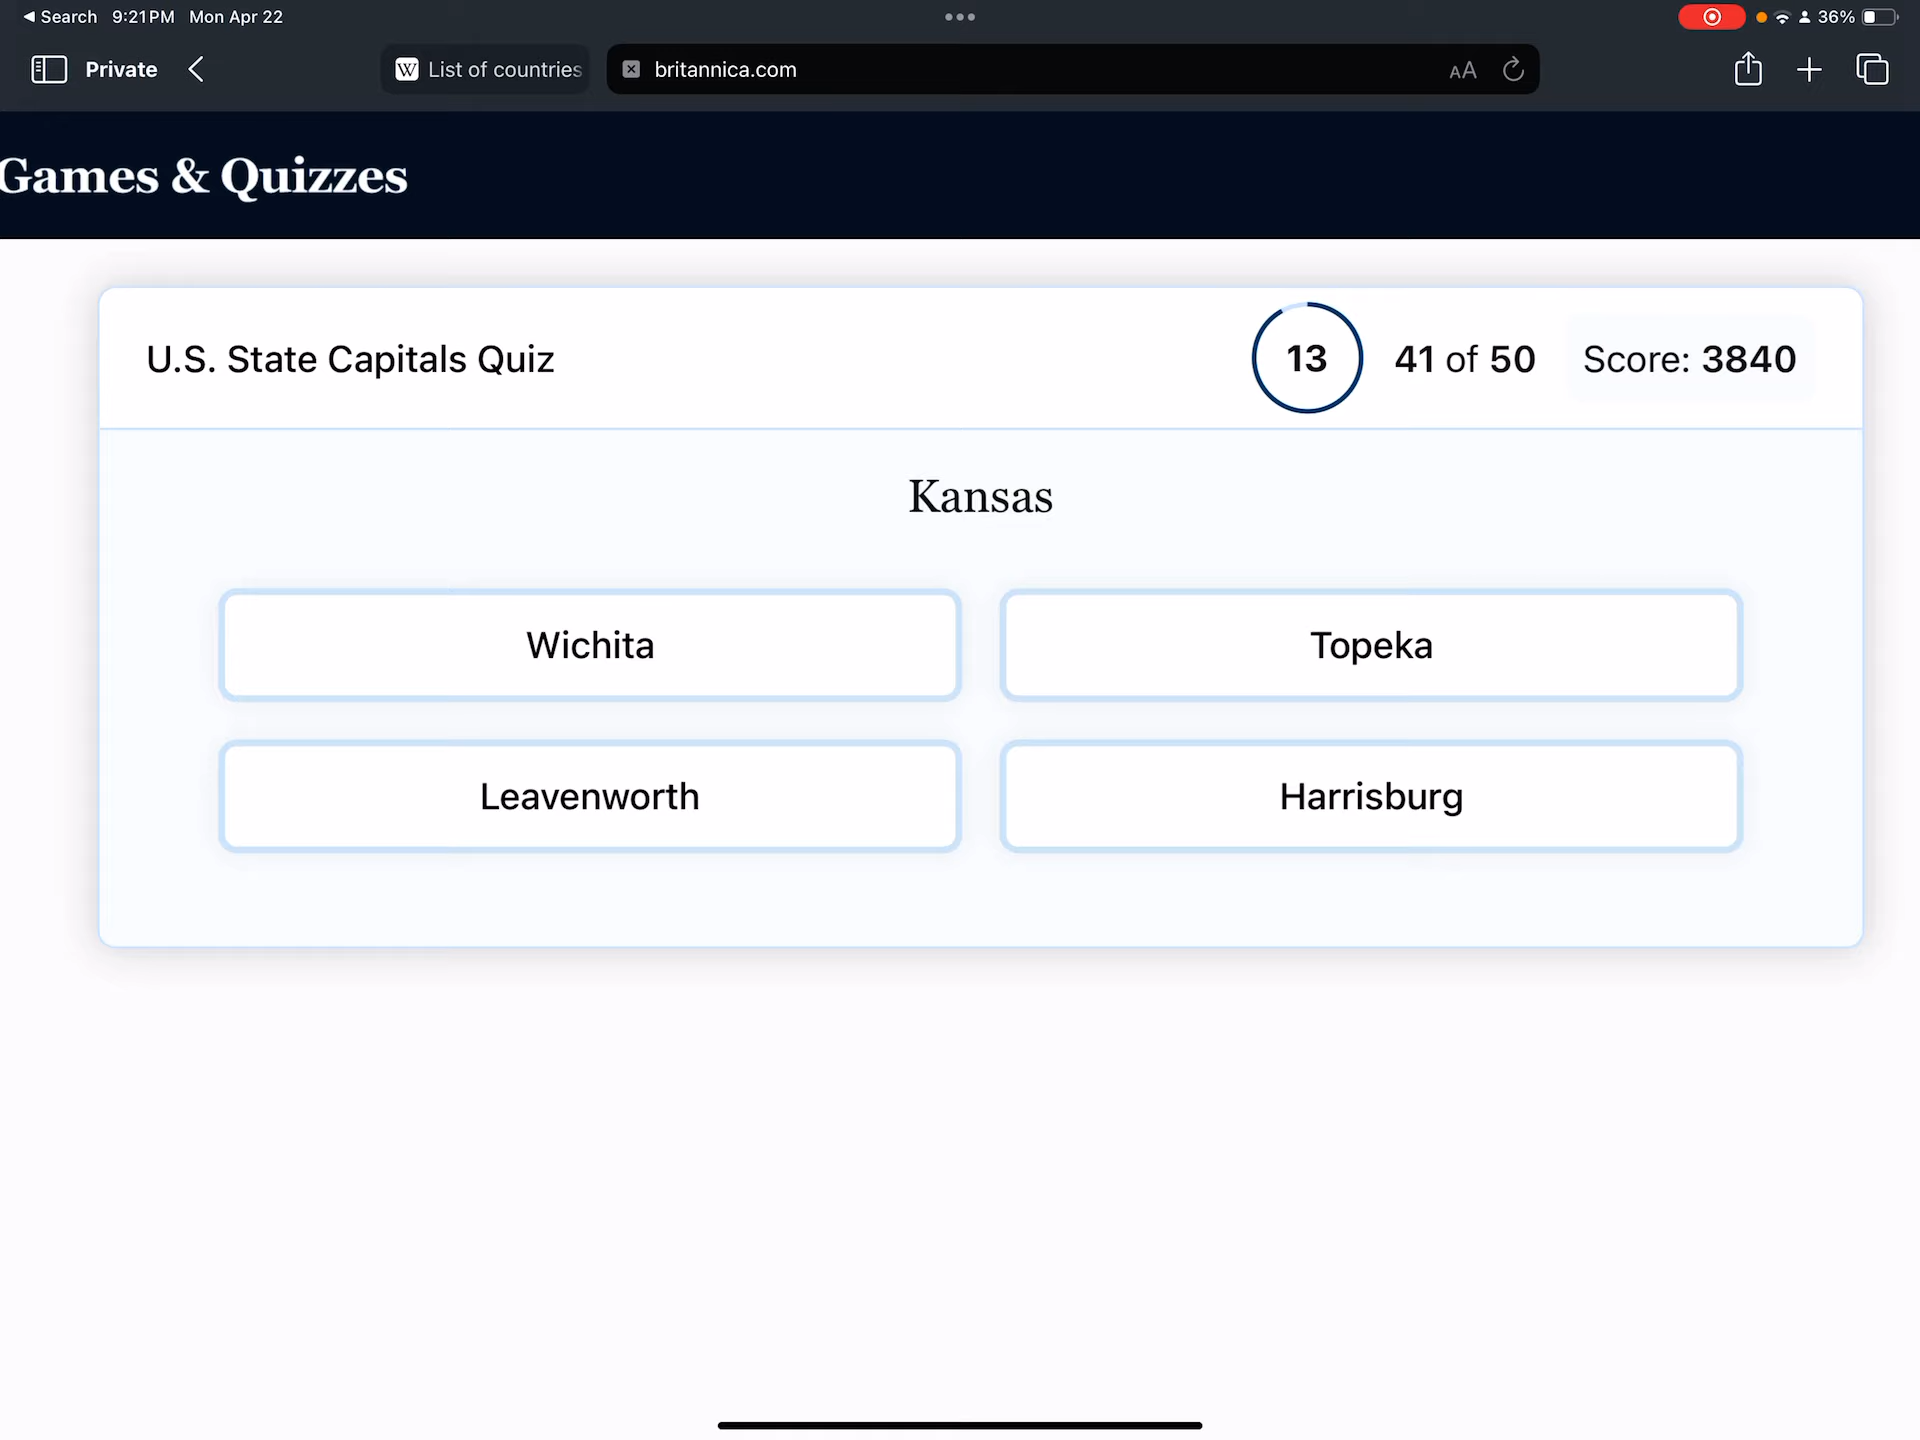 ◀ Search 9:21 PM Mon Apr 22
36%
Private
List of countries
britannica.com
AA
Games & Quizzes
U.S. State Capitals Quiz
13
41 of 50
Score: 3840
Kansas
Wichita
Topeka
Leavenworth
Harrisburg